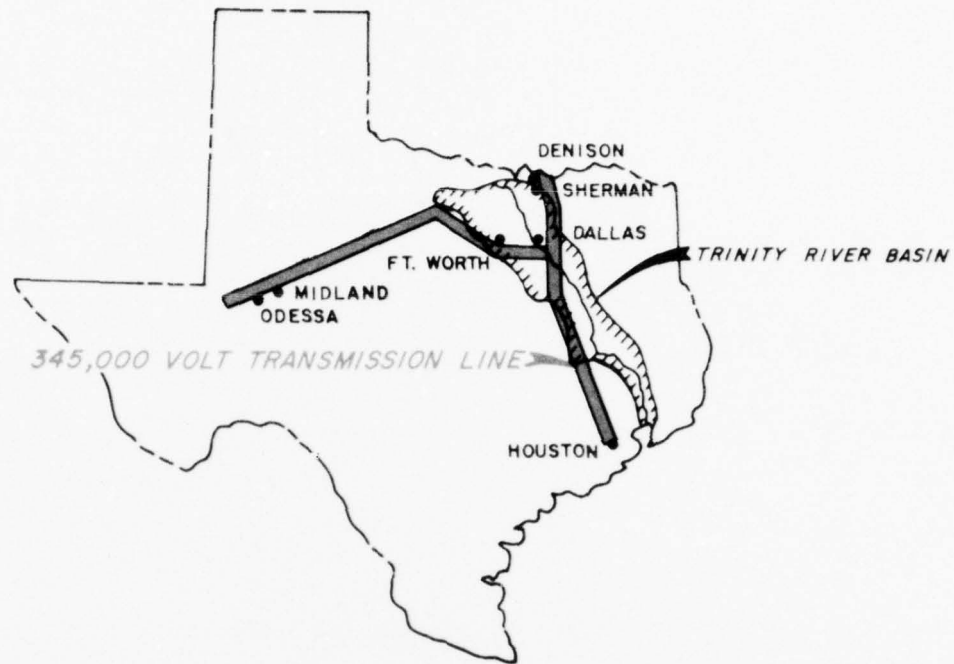 DENISON
SHERMAN
DALLAS
FT. WORTH
TRINITY RIVER BASIN
MIDLAND
ODESSA
345,000 VOLT TRANSMISSION LINE
HOUSTON